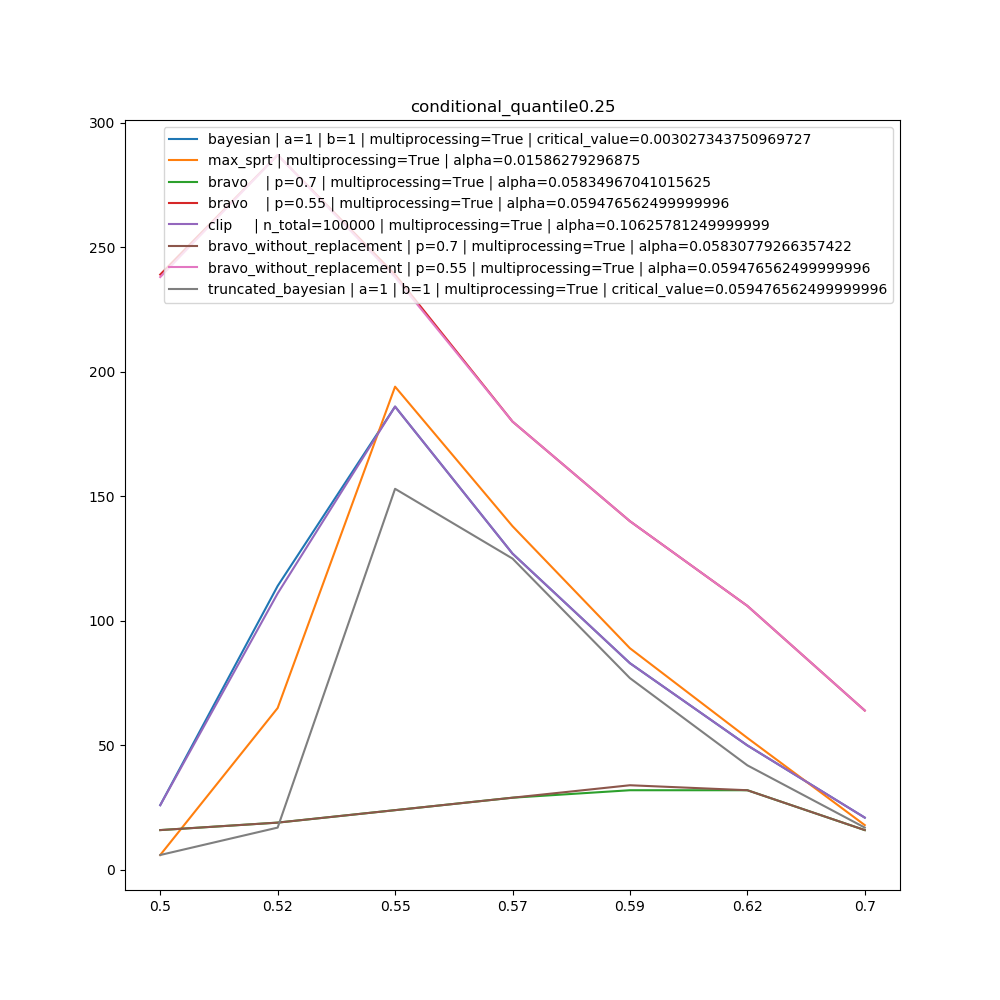 conditional_quantile0.25
300
bayesian | a=1 | b=1 | multiprocessing=True | critical_value=0.003027343750969727
max_sprt | multiprocessing=True | alpha=0.01586279296875
bravo    | p=0.7 | multiprocessing=True | alpha=0.05834967041015625
bravo    | p=0.55 | multiprocessing=True | alpha=0.059476562499999996
clip     | n_total=100000 | multiprocessing=True | alpha=0.10625781249999999
bravo_without_replacement | p=0.7 | multiprocessing=True | alpha=0.05830779266357422
bravo_without_replacement | p=0.55 | multiprocessing=True | alpha=0.059476562499999996
truncated_bayesian | a=1 | b=1 | multiprocessing=True | critical_value=0.059476562499999996
250
200
150
100
50
0
0.5 0.52 0.55 0.57 0.59 0.62 0.7